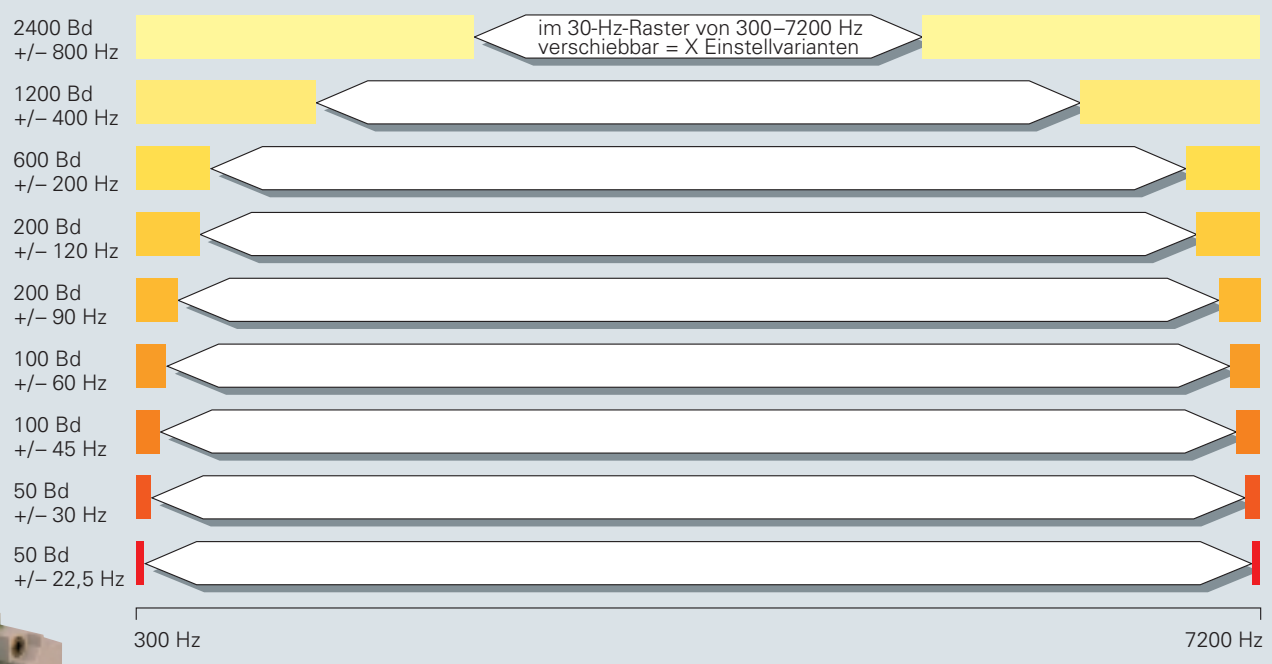 2400 Bd
+/– 800 Hz
im 30-Hz-Raster von 300–7200 Hz
verschiebbar = X Einstellvarianten
1200 Bd
+/– 400 Hz
600 Bd
+/– 200 Hz
200 Bd
+/– 120 Hz
200 Bd
+/– 90 Hz
100 Bd
+/– 60 Hz
100 Bd
+/– 45 Hz
50 Bd
+/– 30 Hz
50 Bd
+/– 22,5 Hz
300 Hz
7200 Hz